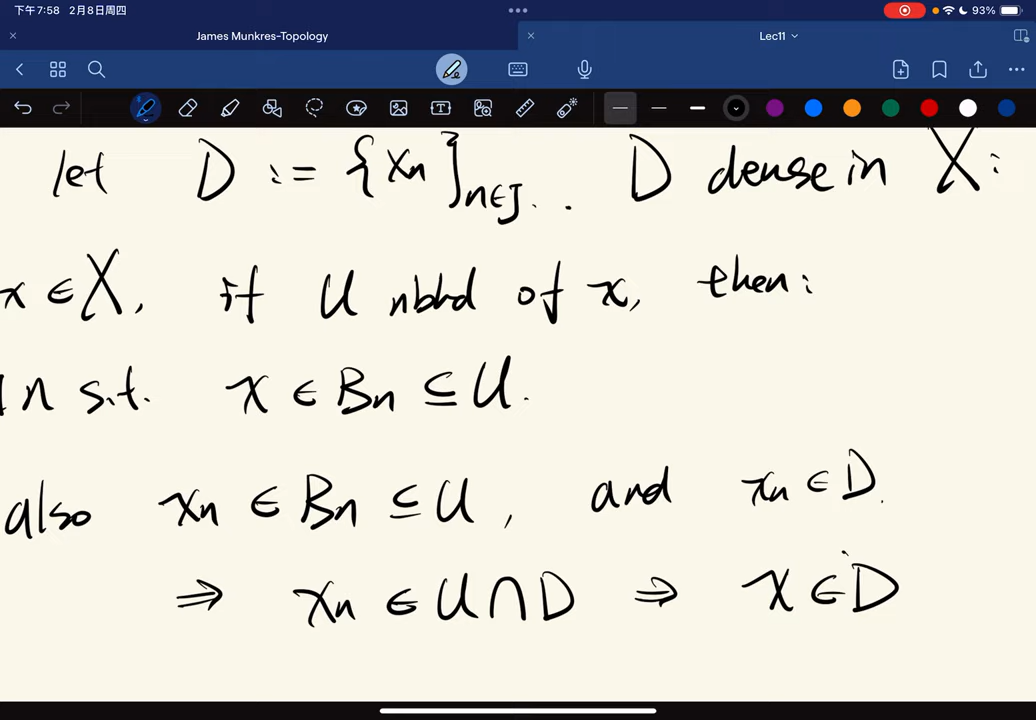 下午7:58 2月8日周四
93%
James Munkres-Topology
Lec11
let D := {xn}n∈J. . D dense in X:
x ∈ X, if U nbhd of x, then:
n s.t. x ∈ Bn ⊆ U.
also xn ∈ Bn ⊆ U, and xn ∈ D.
⇒ xn ∈ U ∩ D ⇒ x ∈ D